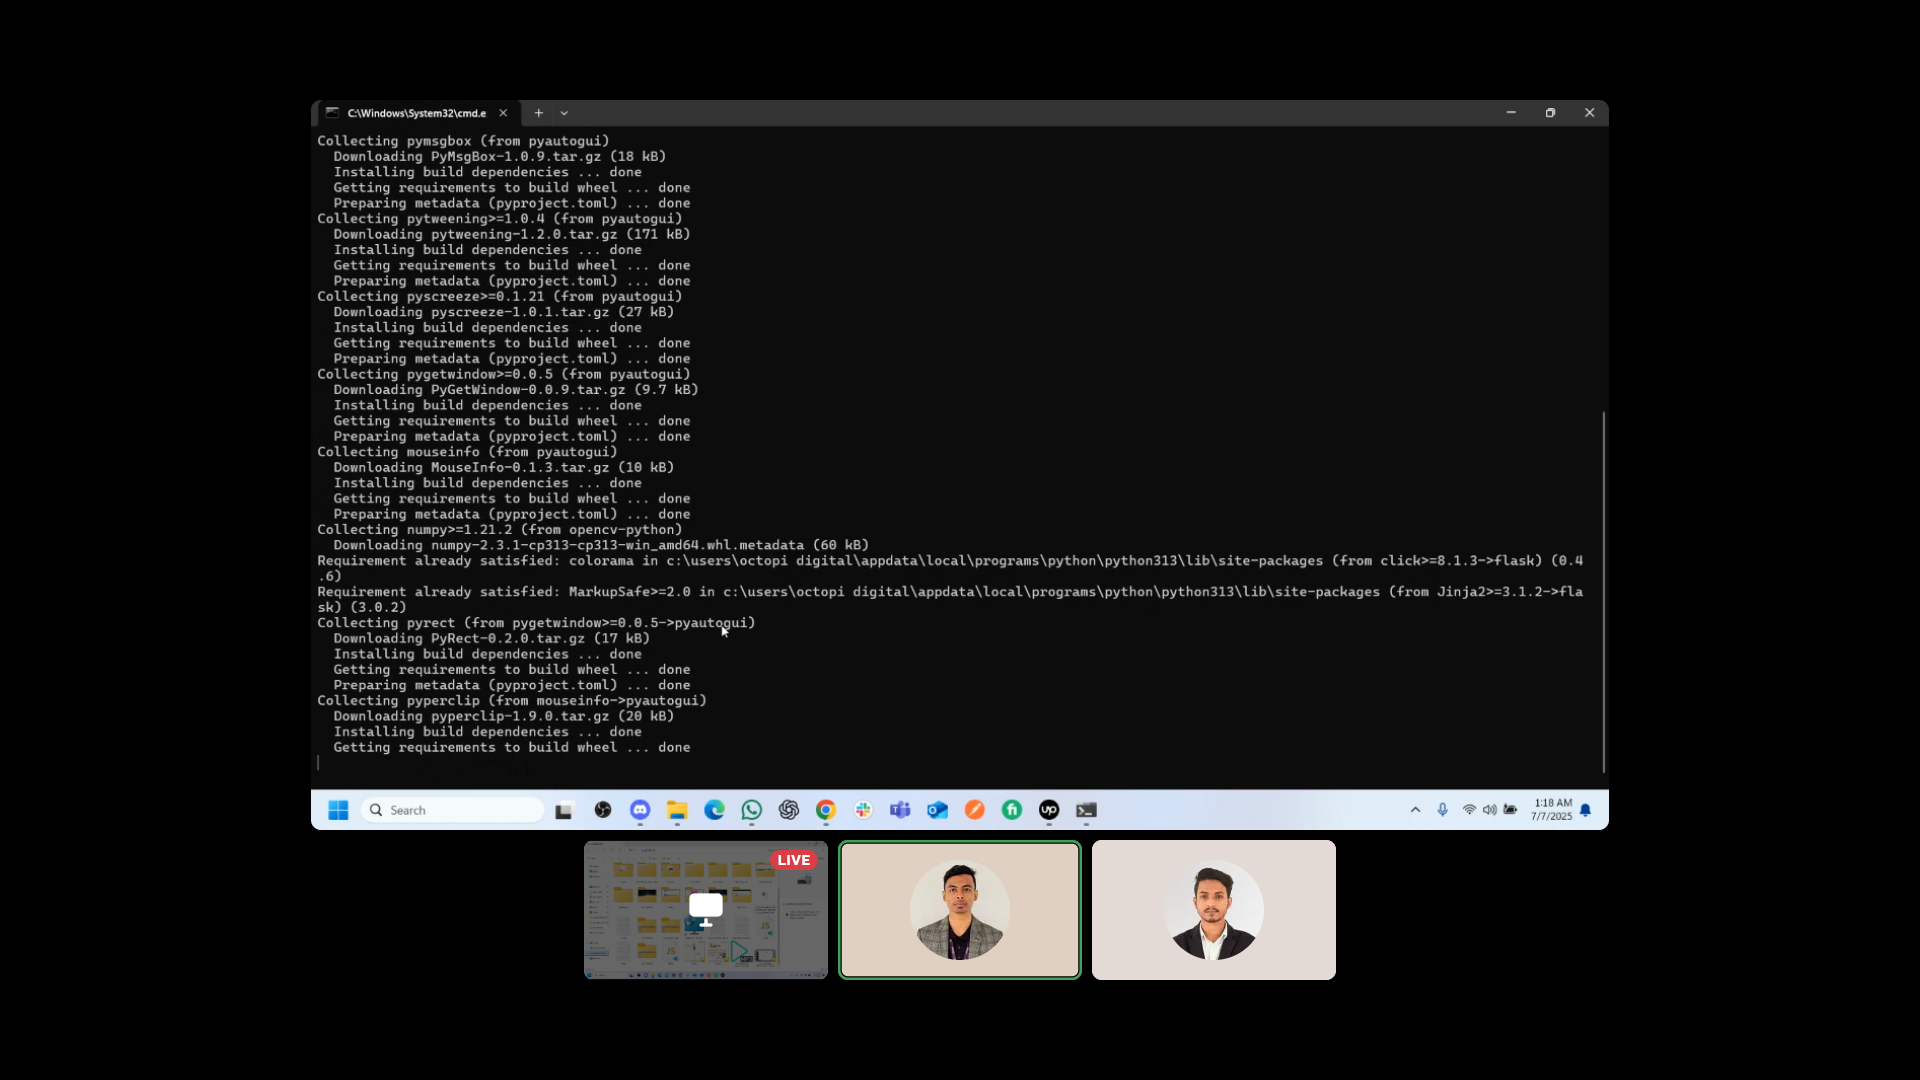 C:\Windows\System32\cmd.e
Collecting pymsgbox (from pyautogui)
Downloading PyMsgBox-1.0.9.tar.gz (18 kB)
Installing build dependencies ... done
Getting requirements to build wheel ... done
Preparing metadata (pyproject.toml) ... done
Collecting pytweening>=1.0.4 (from pyautogui)
Downloading pytweening-1.2.0.tar.gz (171 kB)
Installing build dependencies ... done
Getting requirements to build wheel ... done
Preparing metadata (pyproject.toml) ... done
Collecting pyscreeze>=0.1.21 (from pyautogui)
Downloading pyscreeze-1.0.1.tar.gz (27 kB)
Installing build dependencies ... done
Getting requirements to build wheel ... done
Preparing metadata (pyproject.toml) ... done
Collecting pygetwindow>=0.0.5 (from pyautogui)
Downloading PyGetWindow-0.0.9.tar.gz (9.7 kB)
Installing build dependencies ... done
Getting requirements to build wheel ... done
Preparing metadata (pyproject.toml) ... done
Collecting mouseinfo (from pyautogui)
Downloading MouseInfo-0.1.3.tar.gz (10 kB)
Installing build dependencies ... done
Getting requirements to build wheel ... done
Preparing metadata (pyproject.toml) ... done
Collecting numpy>=1.21.2 (from opencv-python)
Downloading numpy-2.3.1-cp313-cp313-win_amd64.whl.metadata (60 kB)
Requirement already satisfied: colorama in c:\users\octopi digital\appdata\local\programs\python\python313\lib\site-packages (from click>=8.1.3->flask) (0.4
.6)
Requirement already satisfied: MarkupSafe>=2.0 in c:\users\octopi digital\appdata\local\programs\python\python313\lib\site-packages (from Jinja2>=3.1.2->fla
sk) (3.0.2)
Collecting pyrect (from pygetwindow>=0.0.5->pyautogui)
Downloading PyRect-0.2.0.tar.gz (17 kB)
Installing build dependencies ... done
Getting requirements to build wheel ... done
Preparing metadata (pyproject.toml) ... done
Collecting pyperclip (from mouseinfo->pyautogui)
Downloading pyperclip-1.9.0.tar.gz (20 kB)
Installing build dependencies ... done
Getting requirements to build wheel ... done
Search
up
1:18 AM
7/7/2025
LIVE